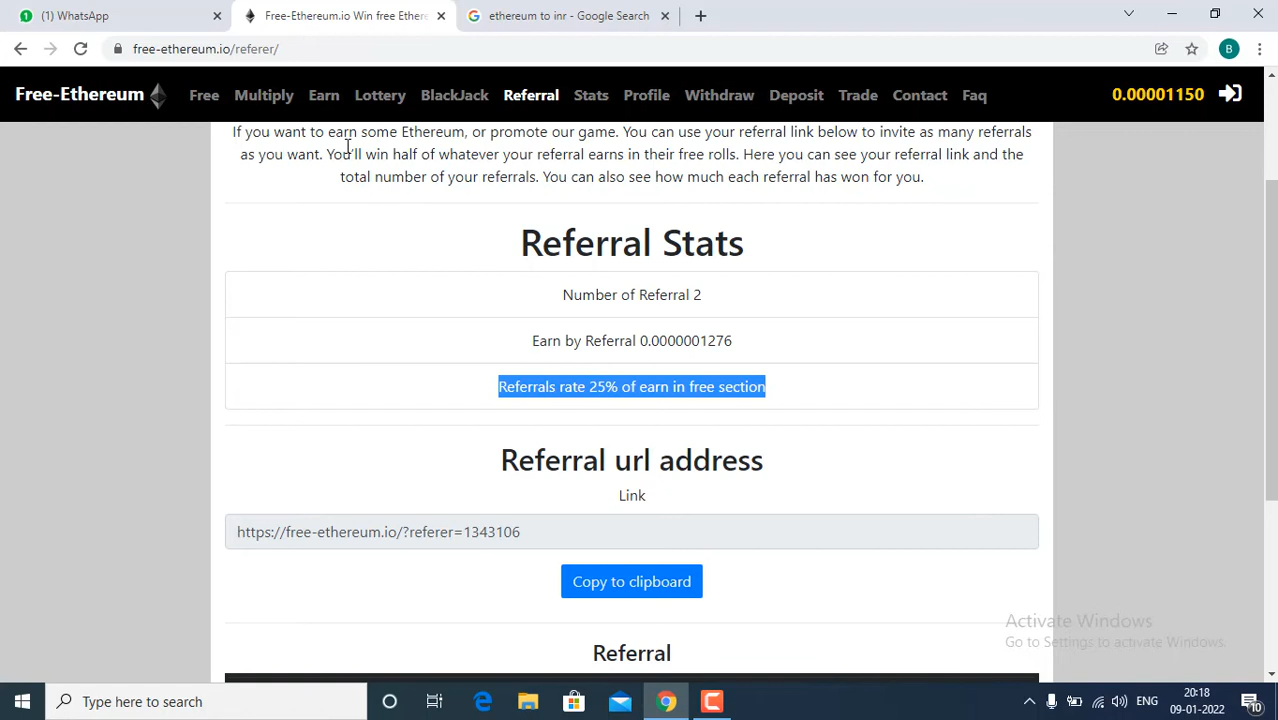 (1) WhatsApp
Free-Ethereum.io Win free Ethere
ethereum to inr - Google Search
free-ethereum.io/referer/
B
Free-Ethereum Free Multiply Earn Lottery BlackJack Referral Stats Profile Withdraw Deposit Trade Contact Faq 0.00001150
If you want to earn some Ethereum, or promote our game. You can use your referral link below to invite as many referrals
as you want. You'll win half of whatever your referral earns in their free rolls. Here you can see your referral link and the
total number of your referrals. You can also see how much each referral has won for you.
Referral Stats
Number of Referral 2
Earn by Referral 0.0000001276
Referrals rate 25% of earn in free section
Referral url address
Link
https://free-ethereum.io/?referer=1343106
Copy to clipboard
Activate Windows
Go to Settings to activate Windows.
Referral
Type here to search
ENG
20:18
09-01-2022
10